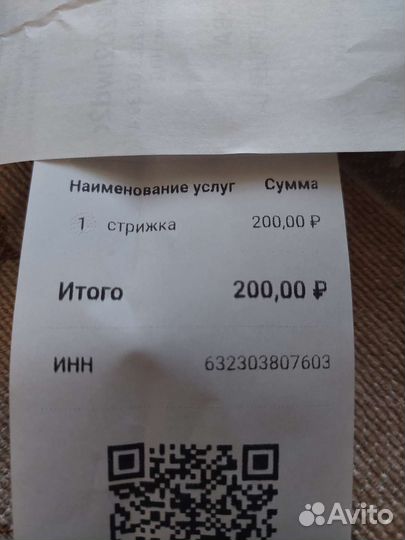 Наименование услуг Сумма
1 стрижка 200,00 ₽
Итого 200,00 ₽
ИНН 632303807603
Avito